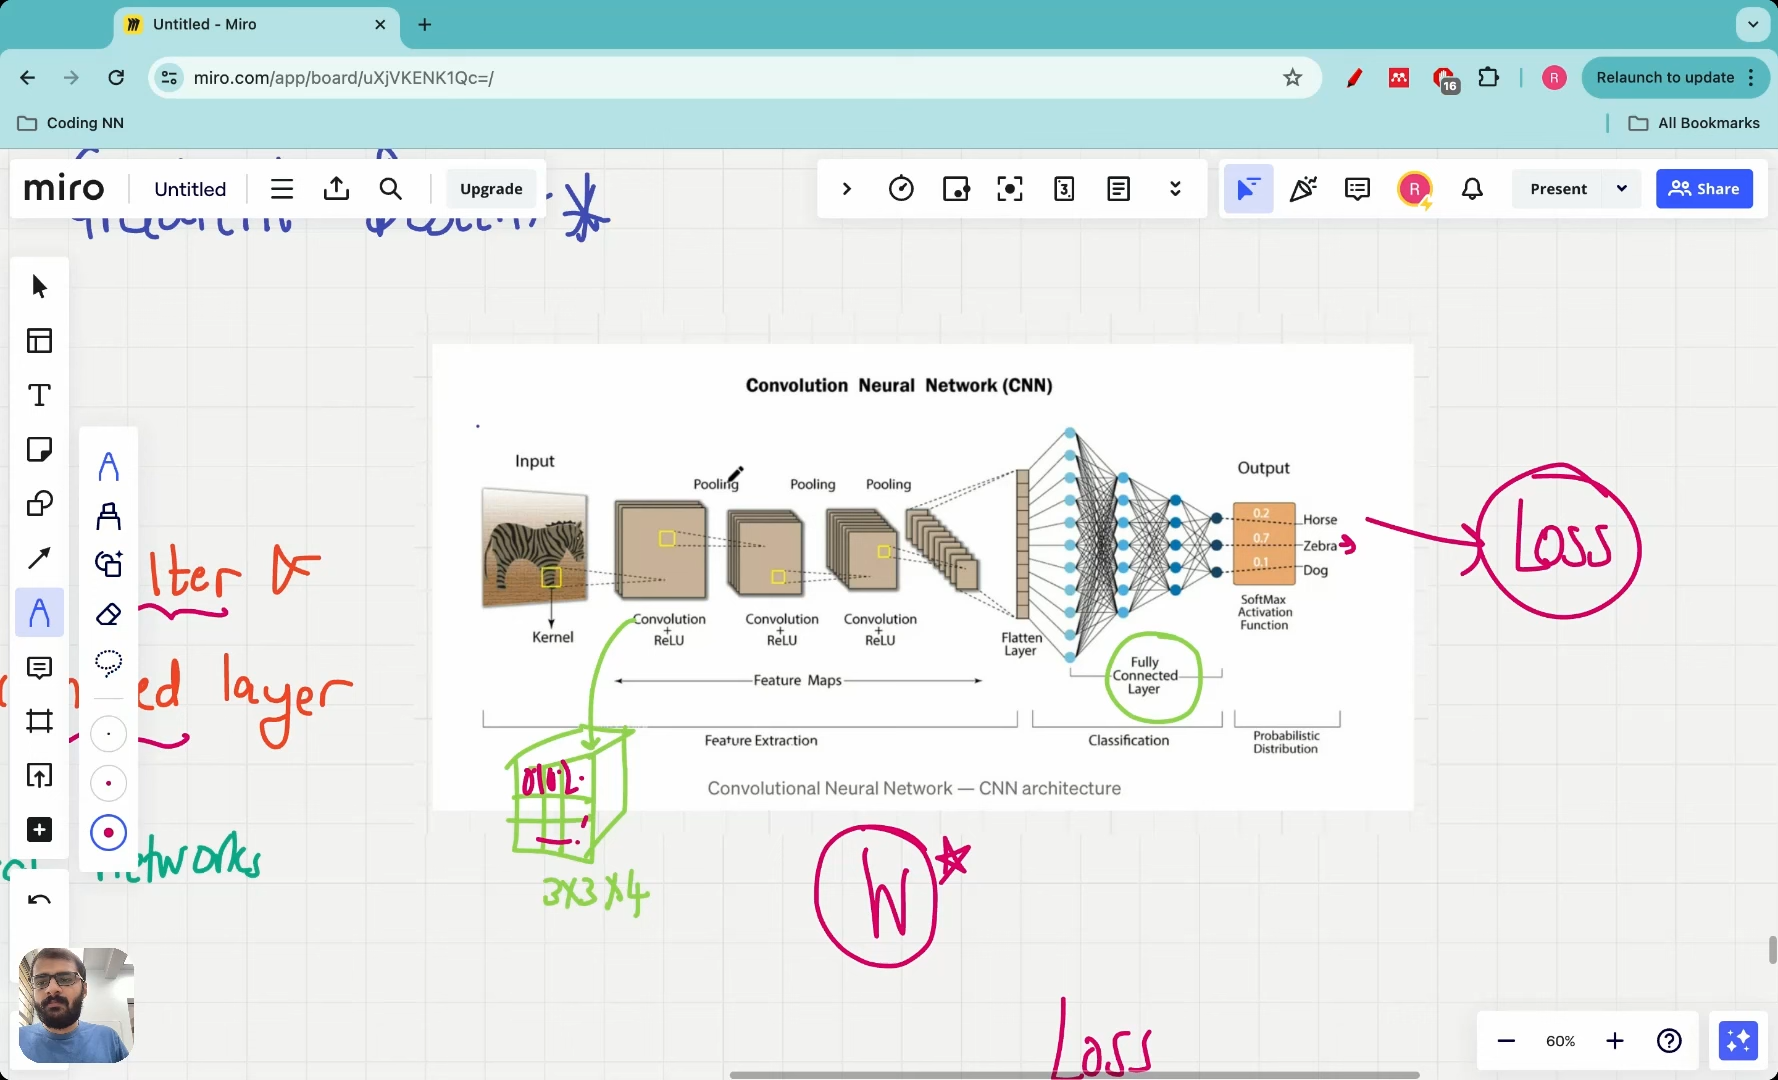 Untitled - Miro
miro.com/app/board/uXjVKENK1Qc=/
16
R
Relaunch to update
Coding NN
All Bookmarks
miro
Untitled
Upgrade
3
R
Present
Share
Convolution Neural Network (CNN)
Input
Pooling
Pooling
Pooling
Output
0.2
Horse
0.7
Zebra
0.1
Dog
Loss
SoftMax
Activation
Function
Kernel
Convolution
+
ReLU
Convolution
+
ReLU
Convolution
+
ReLU
Flatten
Layer
Fully
Connected
Layer
Feature Maps
Feature Extraction
Classification
Probabilistic
Distribution
Convolutional Neural Network — CNN architecture
layer
3x3x4
W
Loss
60%